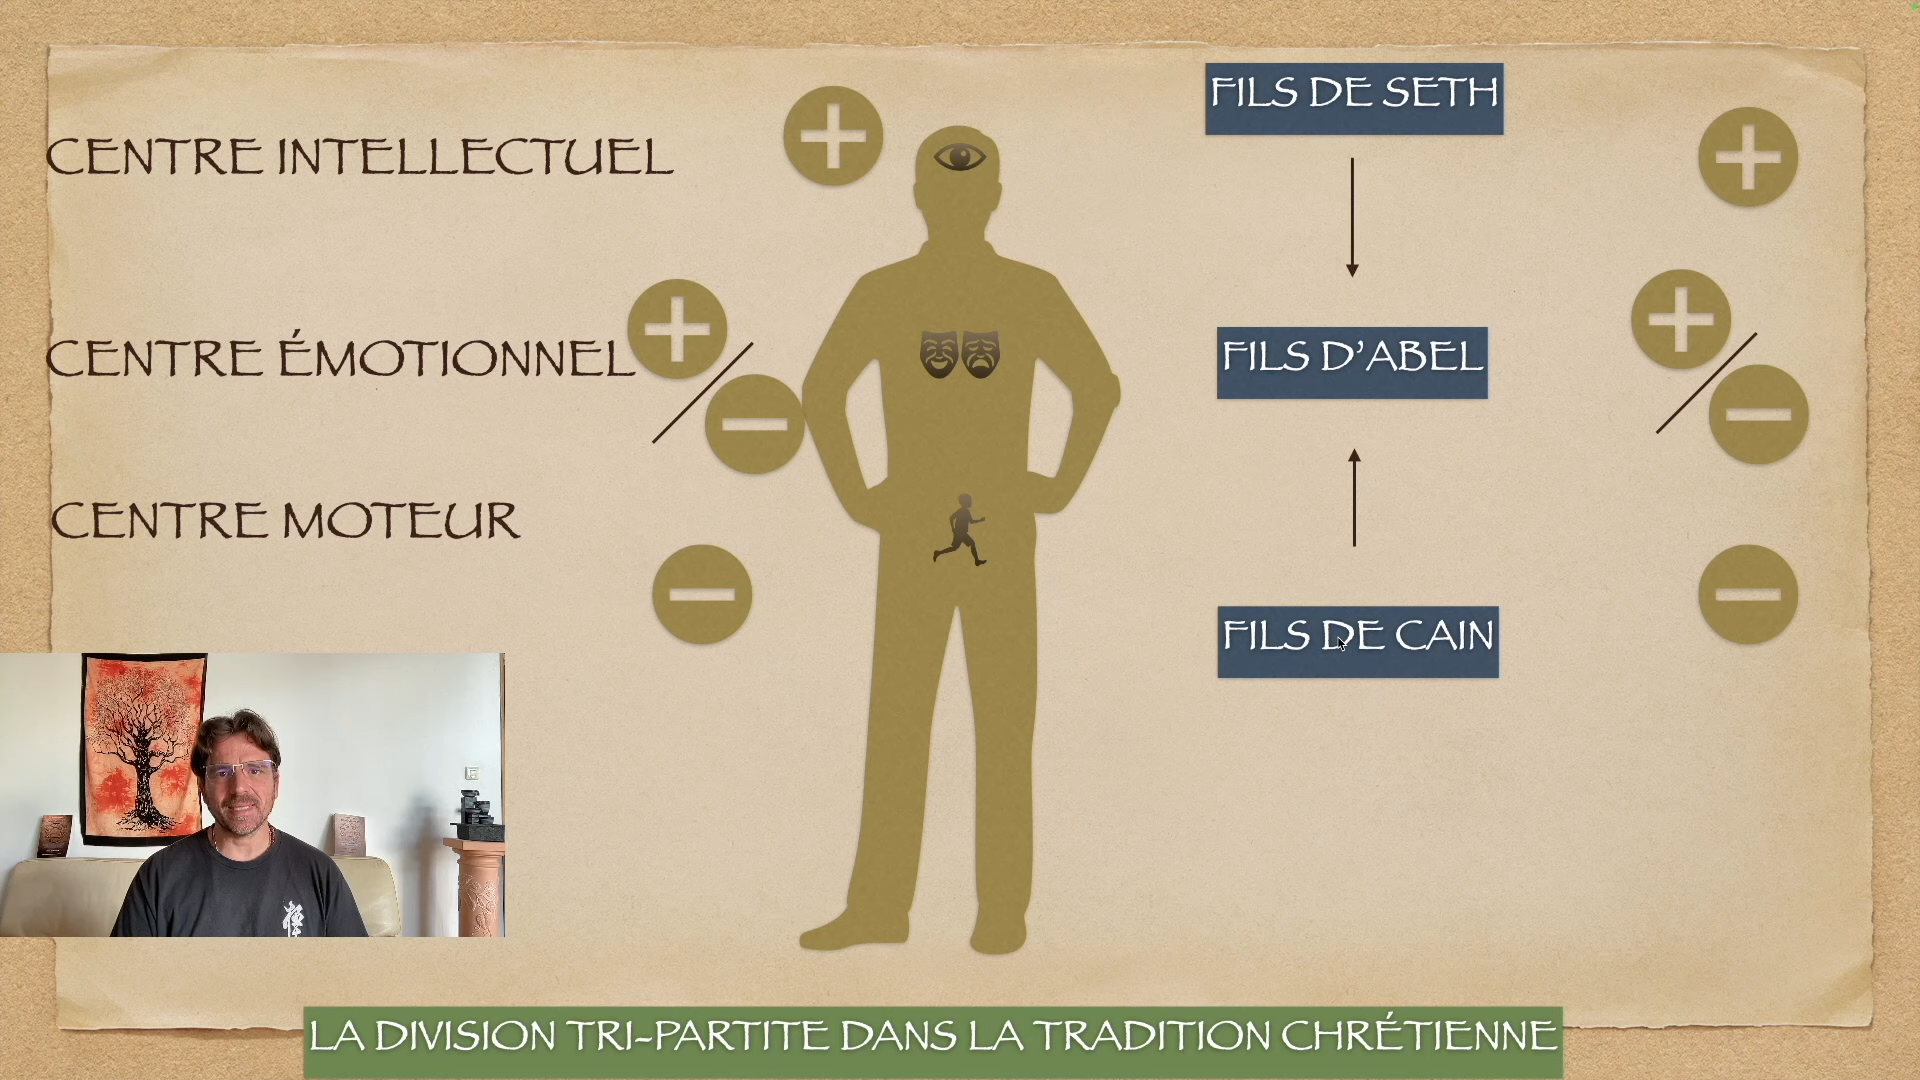 CENTRE INTELLECTUEL
CENTRE ÉMOTIONNEL
CENTRE MOTEUR
FILS DE SETH
FILS D'ABEL
FILS DE CAIN
LA DIVISION TRI-PARTITE DANS LA TRADITION CHRÉTIENNE